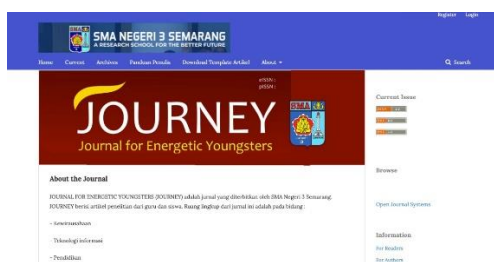 Register Login
SMA NEGERI 3 SEMARANG
A RESEARCH SCHOOL FOR THE BETTER FUTURE
Home Current Archives Panduan Penulis Download Template Artikel About
Search
eISSN :
pISSN :
JOURNEY
Journal for Energetic Youngsters
About the Journal
JOURNAL FOR ENERGETIC YOUNGSTERS (JOURNEY) adalah jurnal yang diterbitkan oleh SMA Negeri 3 Semarang.
JOURNEY berisi artikel penelitian dari guru dan siswa. Ruang lingkup dari jurnal ini adalah pada bidang :
- Kewirausahaan
- Teknologi informasi
- Pendidikan
Current Issue
Browse
Open Journal Systems
Information
For Readers
For Authors